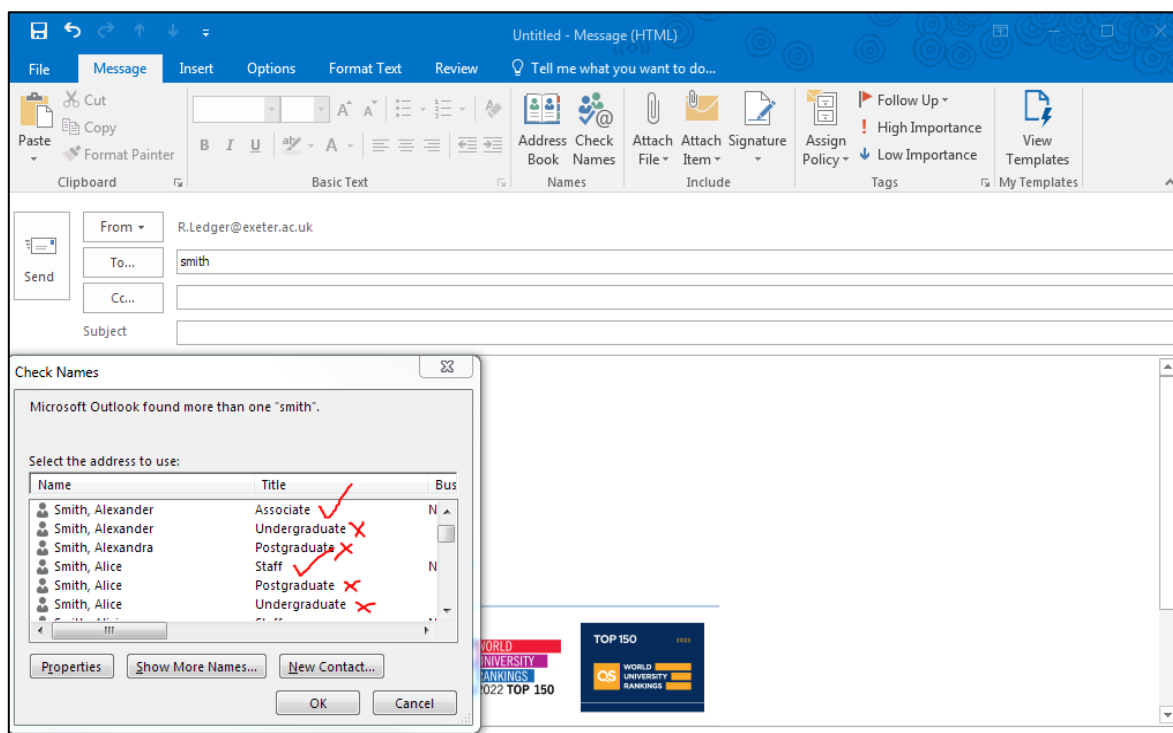 Untitled - Message (HTML)
File Message Insert Options Format Text Review Tell me what you want to do...
Paste
Cut
Copy
Format Painter
Clipboard
B I U
A A
Basic Text
Address Book
Check Names
Names
Attach File
Attach Item
Signature
Include
Assign Policy
Follow Up
High Importance
Low Importance
Tags
View Templates
My Templates
Send
From R.Ledger@exeter.ac.uk
To... smith
Cc...
Subject
Check Names
Microsoft Outlook found more than one "smith".
Select the address to use:
Name Title Bus
Smith, Alexander Associate N
Smith, Alexander Undergraduate
Smith, Alexandra Postgraduate
Smith, Alice Staff N
Smith, Alice Postgraduate
Smith, Alice Undergraduate
Properties Show More Names... New Contact...
OK Cancel
WORLD
UNIVERSITY
RANKINGS
2022 TOP 150
TOP 150 2022
QS WORLD
UNIVERSITY
RANKINGS